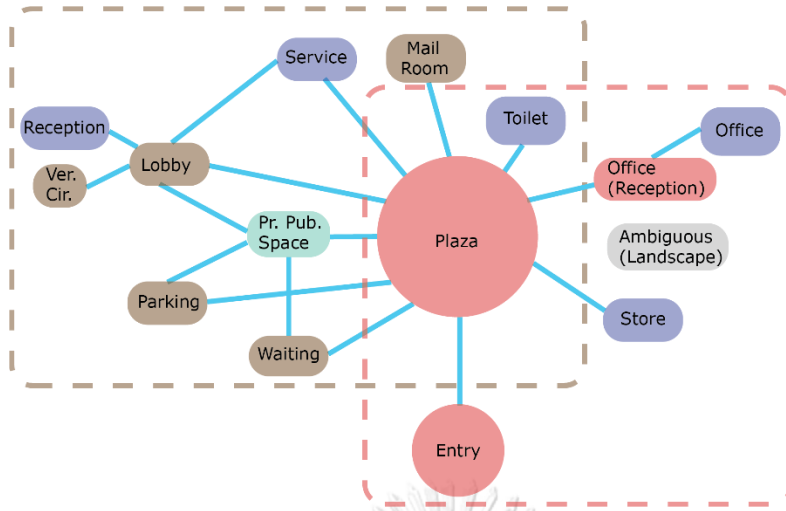 Service
Mail
Room
Toilet
Office
Reception
Lobby
Office
(Reception)
Ver.
Cir.
Pr. Pub.
Space
Plaza
Ambiguous
(Landscape)
Parking
Store
Waiting
Entry